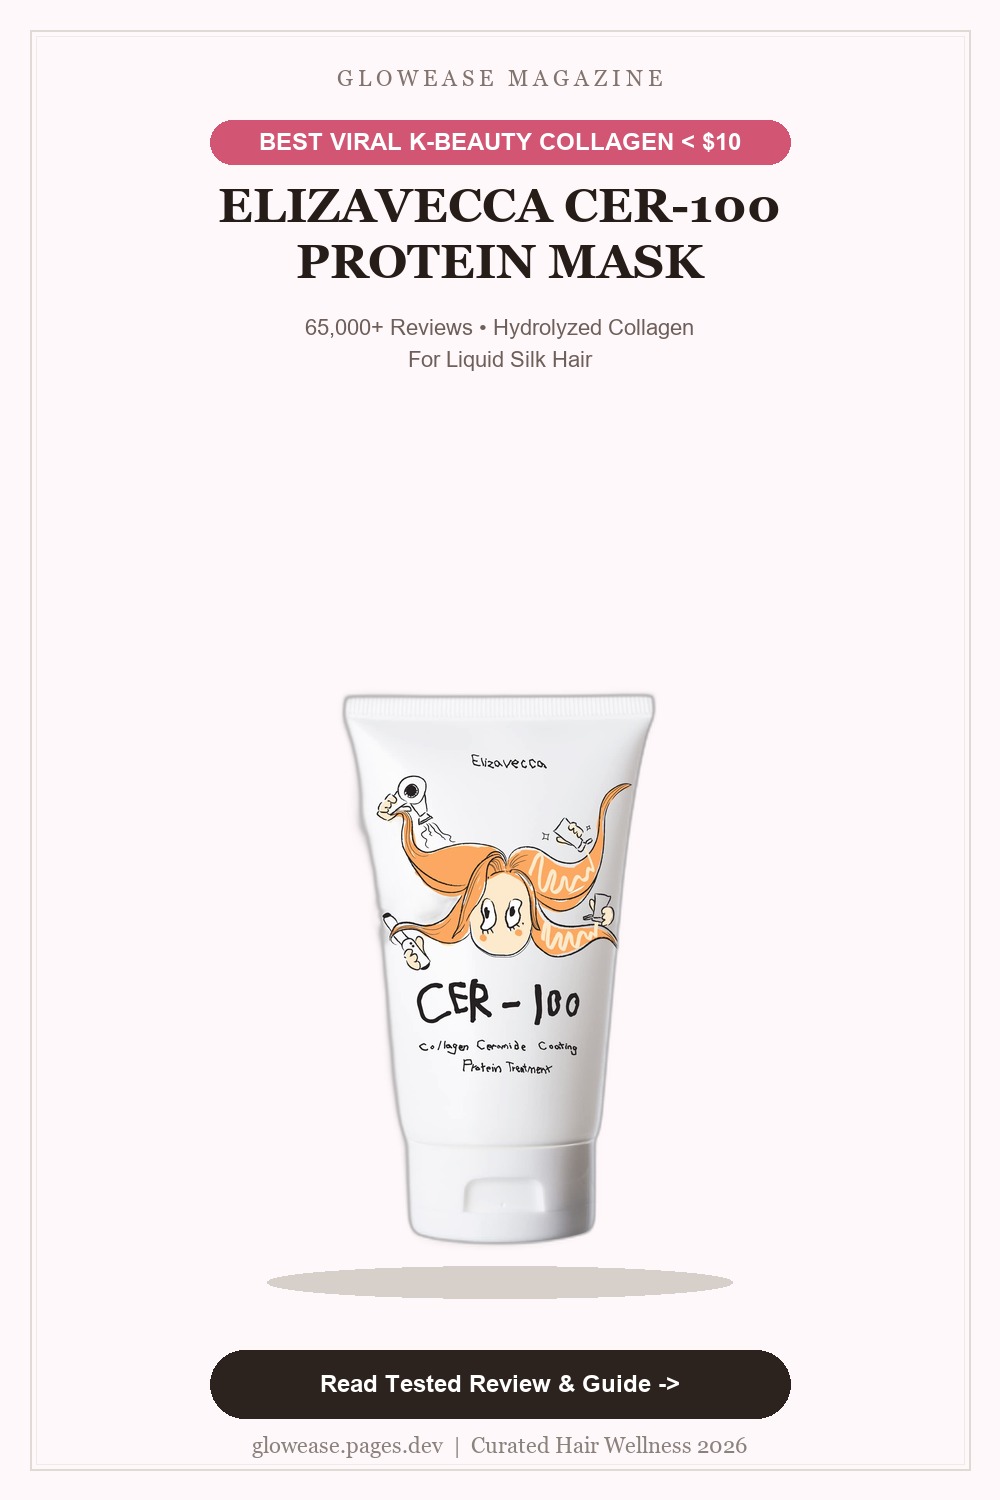 GLOWEASE MAGAZINE
BEST VIRAL K-BEAUTY COLLAGEN < $10
ELIZAVECCA CER-100
PROTEIN MASK
65,000+ Reviews • Hydrolyzed Collagen
For Liquid Silk Hair
Elizavecca
CER-100
Collagen Ceramide Coating
Protein Treatment
Read Tested Review & Guide ->
glowease.pages.dev | Curated Hair Wellness 2026